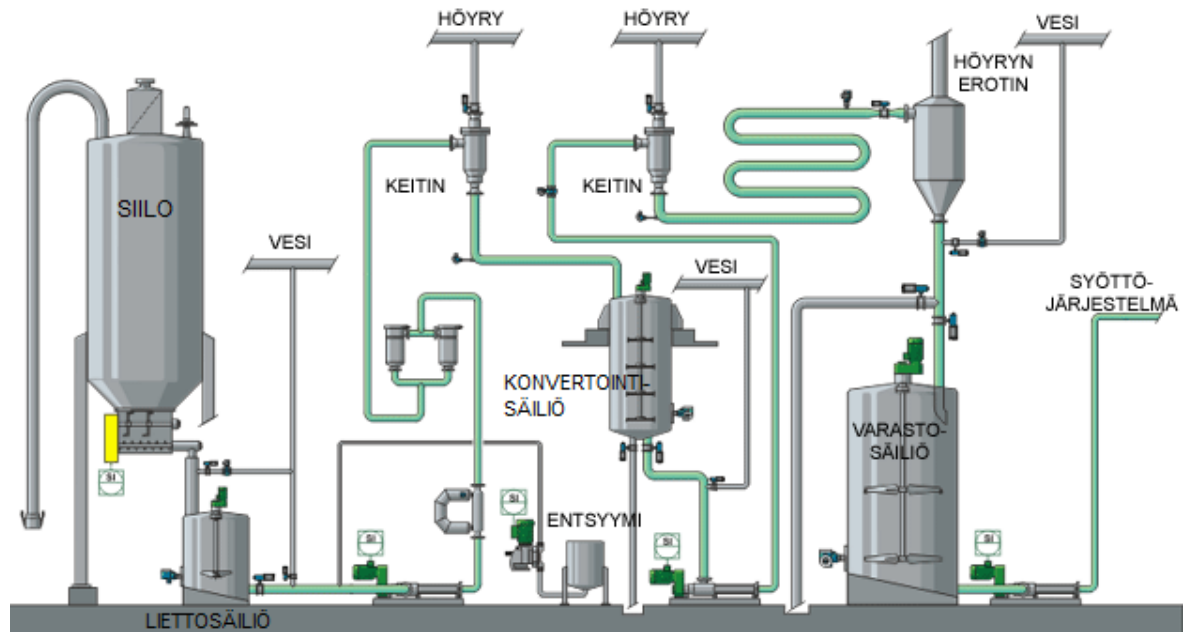 HÖYRY
HÖYRY
VESI
HÖYRYN
EROTIN
KEITIN
KEITIN
SIILO
VESI
VESI
SYÖTTÖ-
JÄRJESTELMÄ
KONVERTOINTI-
SÄILIÖ
VARASTO-
SÄILIÖ
SI
SI
ENTSYYMI
SI
SI
SI
LIETTOSÄILIÖ